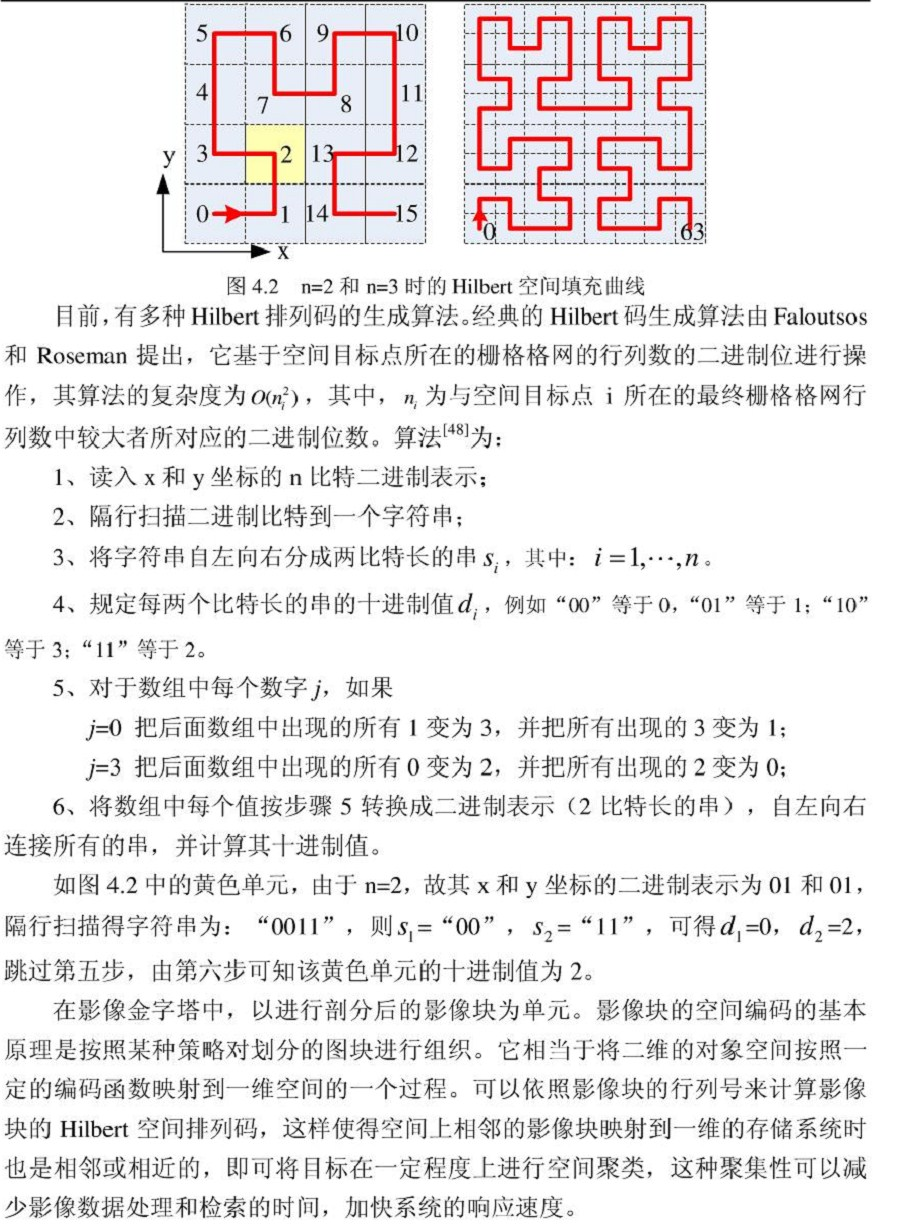 5 6 9 10
4 7 8 11
y 3 2 13 12
0 1 14 15 0 63
x
图 4.2 n=2 和 n=3 时的 Hilbert 空间填充曲线
目前，有多种 Hilbert 排列码的生成算法。经典的 Hilbert 码生成算法由 Faloutsos
和 Roseman 提出，它基于空间目标点所在的栅格格网的行列数的二进制位进行操
作，其算法的复杂度为 O(n_i^2)，其中， n_i 为与空间目标点 i 所在的最终栅格格网行
列数中较大者所对应的二进制位数。算法[48]为：
1、读入 x 和 y 坐标的 n 比特二进制表示；
2、隔行扫描二进制比特到一个字符串；
3、将字符串自左向右分成两比特长的串 s_i，其中： i =1,⋯,n 。
4、规定每两个比特长的串的十进制值 d_i，例如“00”等于 0，“01”等于 1；“10”
等于 3；“11”等于 2。
5、对于数组中每个数字 j，如果
j=0 把后面数组中出现的所有 1 变为 3，并把所有出现的 3 变为 1；
j=3 把后面数组中出现的所有 0 变为 2，并把所有出现的 2 变为 0；
6、将数组中每个值按步骤 5 转换成二进制表示（2 比特长的串），自左向右
连接所有的串，并计算其十进制值。
如图 4.2 中的黄色单元，由于 n=2，故其 x 和 y 坐标的二进制表示为 01 和 01，
隔行扫描得字符串为：“0011”，则 s_1=“00”， s_2=“11”，可得 d_1=0， d_2=2，
跳过第五步，由第六步可知该黄色单元的十进制值为 2。
在影像金字塔中，以进行剖分后的影像块为单元。影像块的空间编码的基本
原理是按照某种策略对划分的图块进行组织。它相当于将二维的对象空间按照一
定的编码函数映射到一维空间的一个过程。可以依照影像块的行列号来计算影像
块的 Hilbert 空间排列码，这样使得空间上相邻的影像块映射到一维的存储系统时
也是相邻或相近的，即可将目标在一定程度上进行空间聚类，这种聚集性可以减
少影像数据处理和检索的时间，加快系统的响应速度。